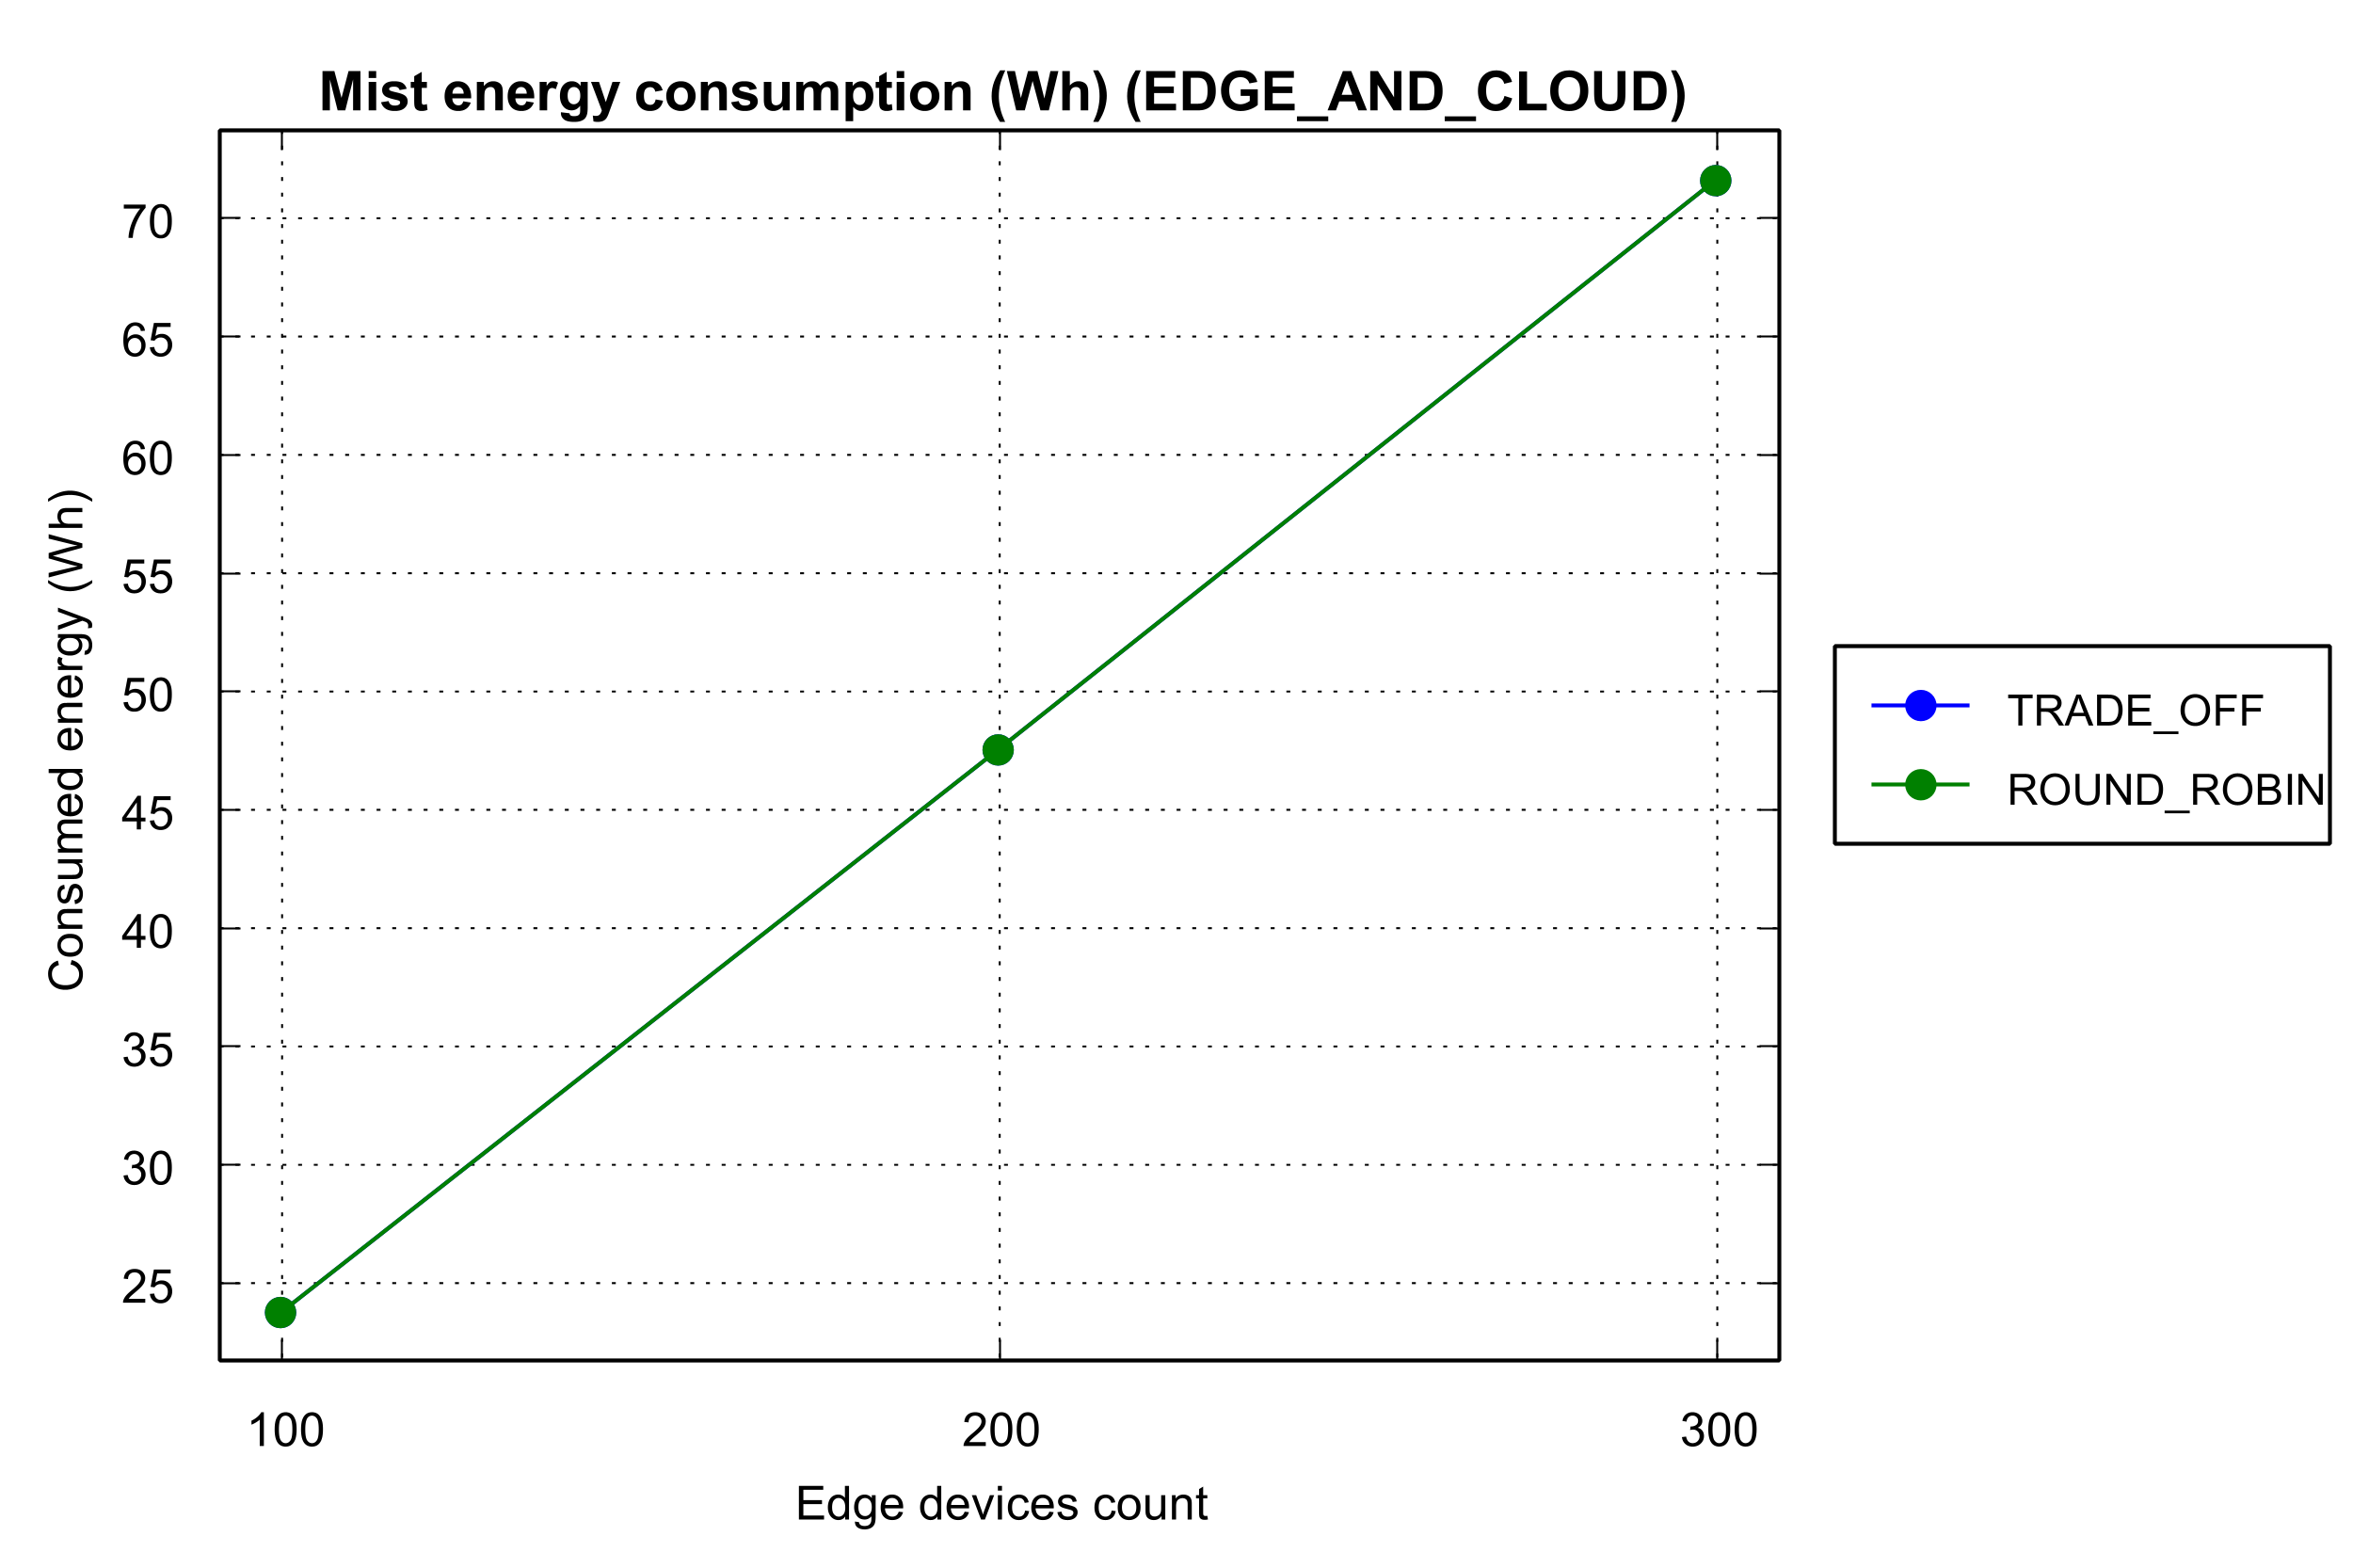 Mist energy consumption (Wh) (EDGE_AND_CLOUD)
70
65
60
55
50
45
40
35
30
25
Consumed energy (Wh)
100 200 300
Edge devices count
TRADE_OFF
ROUND_ROBIN